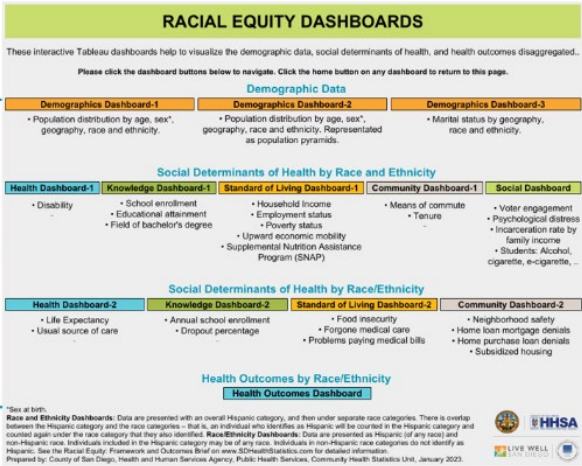 RACIAL EQUITY DASHBOARDS
These interactive Tableau dashboards help to visualize the demographic data, social determinants of health, and health outcomes disaggregated..
Please click the dashboard buttons below to navigate. Click the home button on any dashboard to return to this page.
Demographic Data
Demographics Dashboard-1
• Population distribution by age, sex*,
geography, race and ethnicity.
Demographics Dashboard-2
• Population distribution by age, sex*,
geography, race and ethnicity. Represented
as population pyramids.
Demographics Dashboard-3
• Marital status by geography,
race and ethnicity.
Social Determinants of Health by Race and Ethnicity
Health Dashboard-1
• Disability
Knowledge Dashboard-1
• School enrollment
• Educational attainment
• Field of bachelor's degree
Standard of Living Dashboard-1
• Household Income
• Employment status
• Poverty status
• Upward economic mobility
• Supplemental Nutrition Assistance
Program (SNAP)
Community Dashboard-1
• Means of commute
• Tenure
Social Dashboard
• Voter engagement
• Psychological distress
• Incarceration rate by
family income
• Students: Alcohol,
cigarette, e-cigarette, ..
Social Determinants of Health by Race/Ethnicity
Health Dashboard-2
• Life Expectancy
• Usual source of care
Knowledge Dashboard-2
• Annual school enrollment
• Dropout percentage
Standard of Living Dashboard-2
• Food insecurity
• Forgone medical care
• Problems paying medical bills
Community Dashboard-2
• Neighborhood safety
• Home loan mortgage denials
• Home purchase loan denials
• Subsidized housing
Health Outcomes by Race/Ethnicity
Health Outcomes Dashboard
*Sex at birth.
Race and Ethnicity Dashboards: Data are presented with an overall Hispanic category, and then under separate race categories. There is overlap
between the Hispanic category and the race categories – that is, an individual who identifies as Hispanic will be counted in the Hispanic category and
counted again under the race category that they also identified. Race/Ethnicity Dashboards: Data are presented as Hispanic (of any race) and
non-Hispanic race. Individuals included in the Hispanic category may be of any race. Individuals in non-Hispanic race categories do not identify as
Hispanic. See the Racial Equity: Framework and Outcomes Brief on www.SDHealthStatistics.com for detailed information.
Prepared by: County of San Diego, Health and Human Services Agency, Public Health Services, Community Health Statistics Unit, January 2023.
HHSA
LIVE WELL
SAN DIEGO